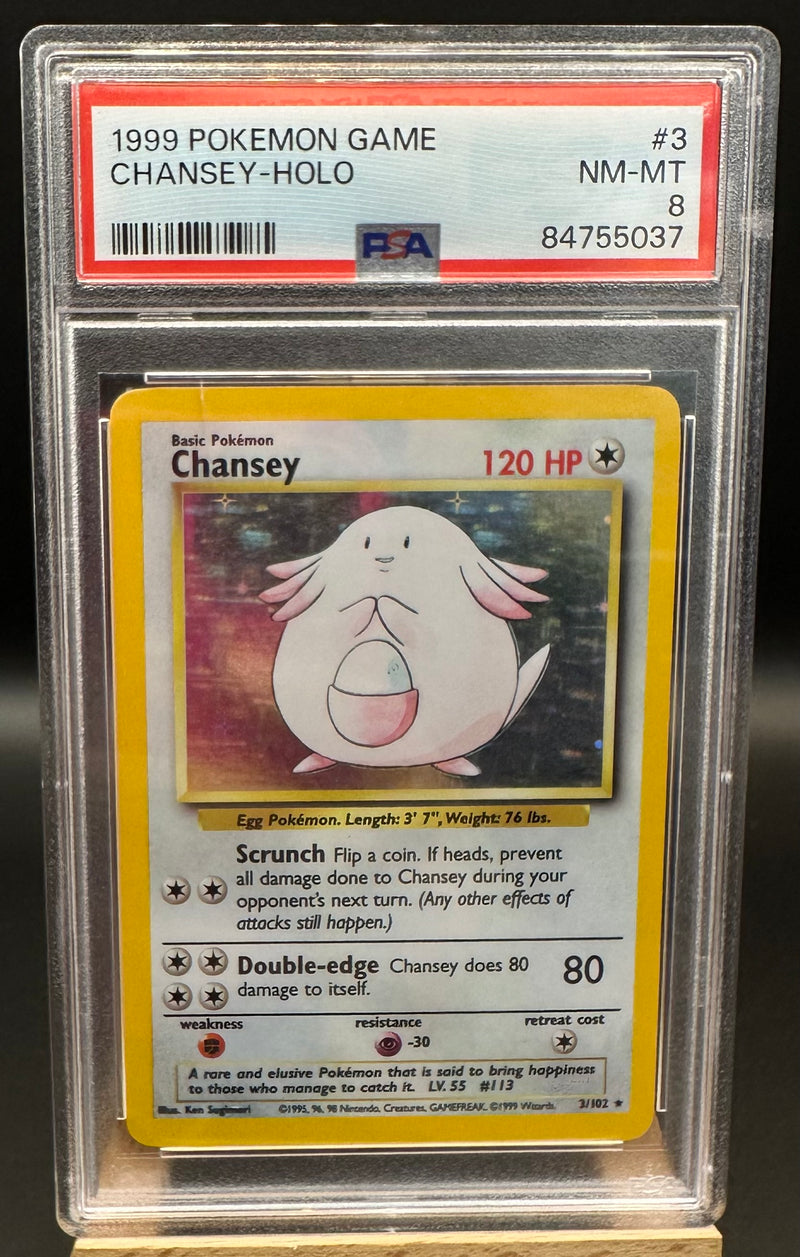 1999 POKEMON GAME #3
CHANSEY-HOLO NM-MT
8
PSA 84755037
Basic Pokémon
Chansey 120 HP
Egg Pokémon. Length: 3' 7", Weight: 76 lbs.
Scrunch Flip a coin. If heads, prevent
all damage done to Chansey during your
opponent's next turn. (Any other effects of
attacks still happen.)
Double-edge Chansey does 80 80
damage to itself.
weakness resistance retreat cost
-30
A rare and elusive Pokémon that is said to bring happiness
to those who manage to catch it. LV. 55 #113
Illus. Ken Sugimori ©1995, 96, 98 Nintendo, Creatures, GAMEFREAK. ©1999 Wizards. 3/102 ★